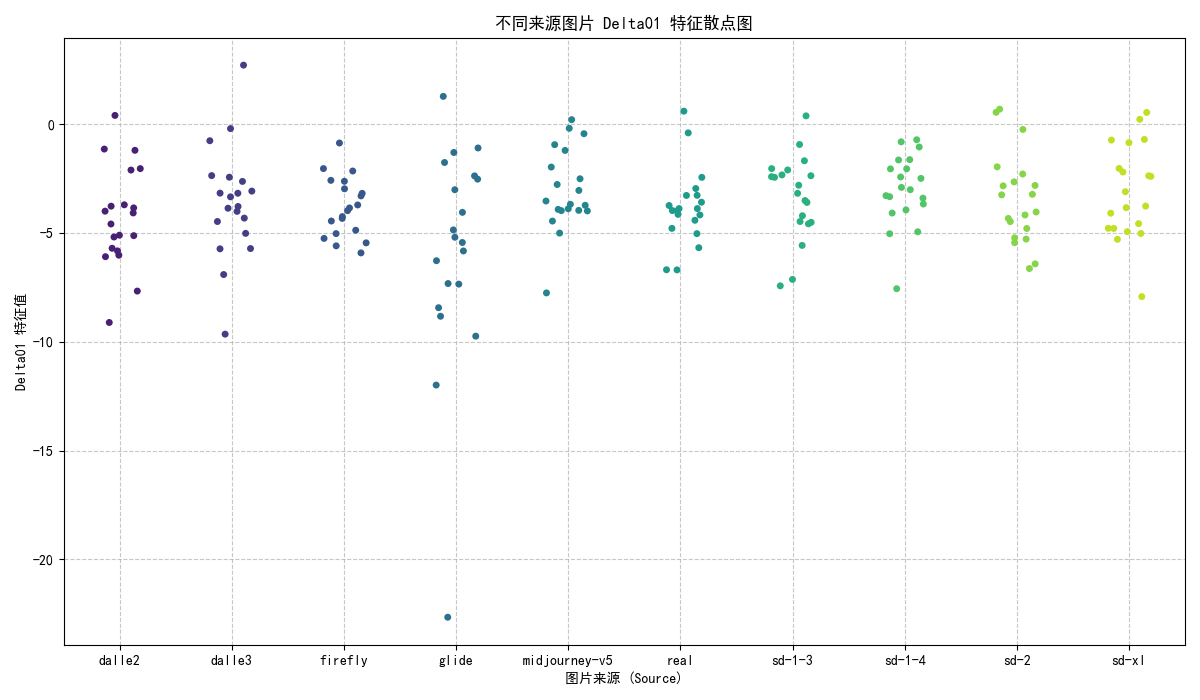 不同来源图片 Delta01 特征散点图
Delta01 特征值
0
−5
−10
−15
−20
dalle2 dalle3 firefly glide midjourney-v5 real sd-1-3 sd-1-4 sd-2 sd-xl
图片来源 (Source)